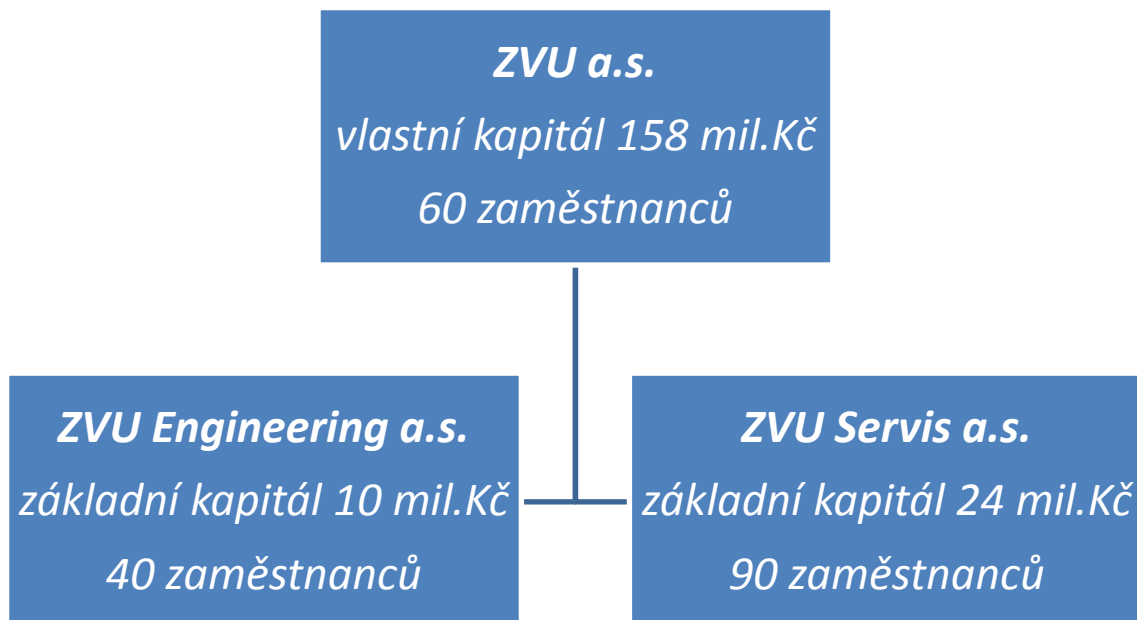 ZVU a.s.
vlastní kapitál 158 mil.Kč
60 zaměstnanců
ZVU Engineering a.s.
základní kapitál 10 mil.Kč
40 zaměstnanců
ZVU Servis a.s.
základní kapitál 24 mil.Kč
90 zaměstnanců